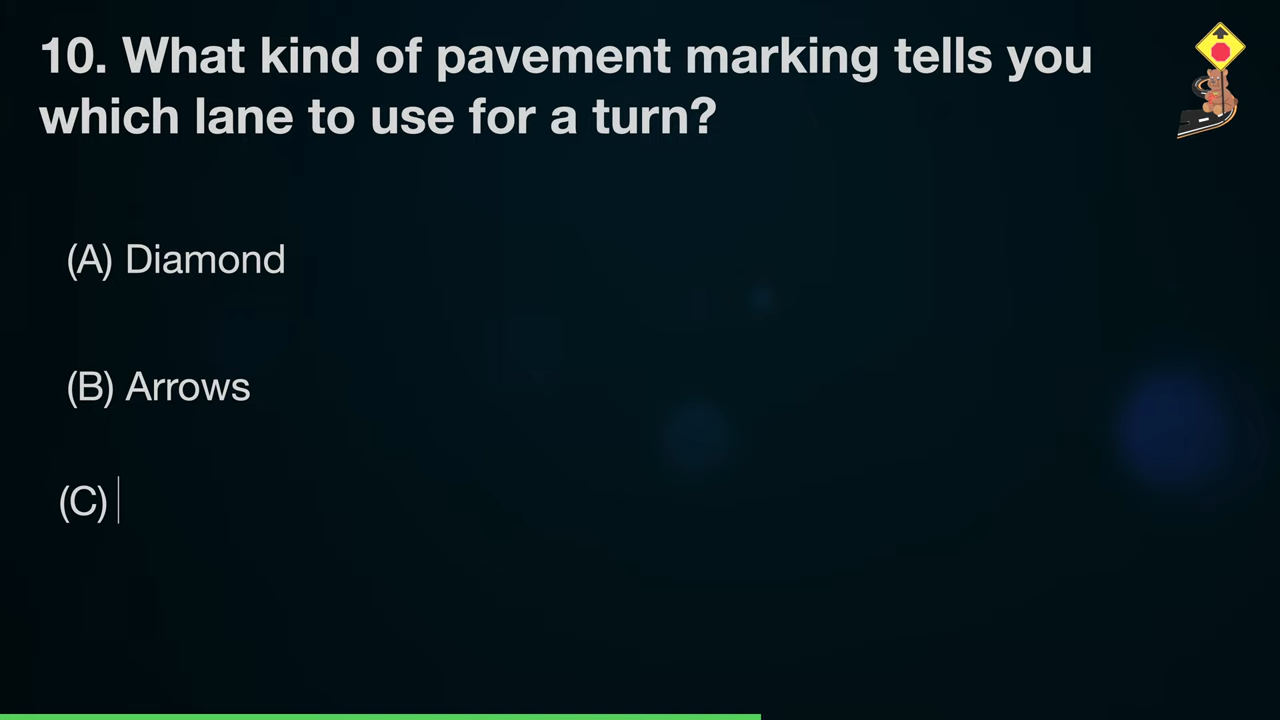 10. What kind of pavement marking tells you
which lane to use for a turn?
(A) Diamond
(B) Arrows
(C)